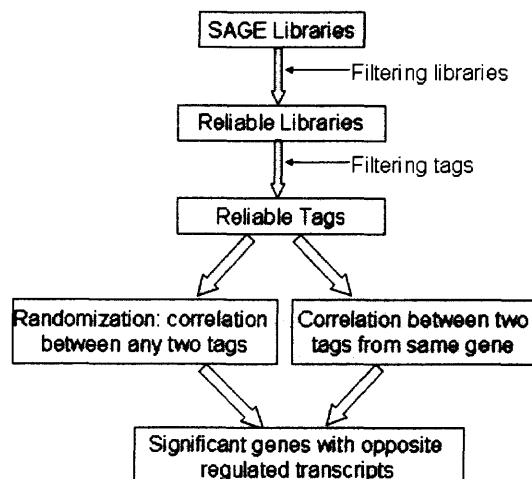 SAGE Libraries
Filtering libraries
Reliable Libraries
Filtering tags
Reliable Tags
Randomization: correlation
between any two tags
Correlation between two
tags from same gene
Significant genes with opposite
regulated transcripts